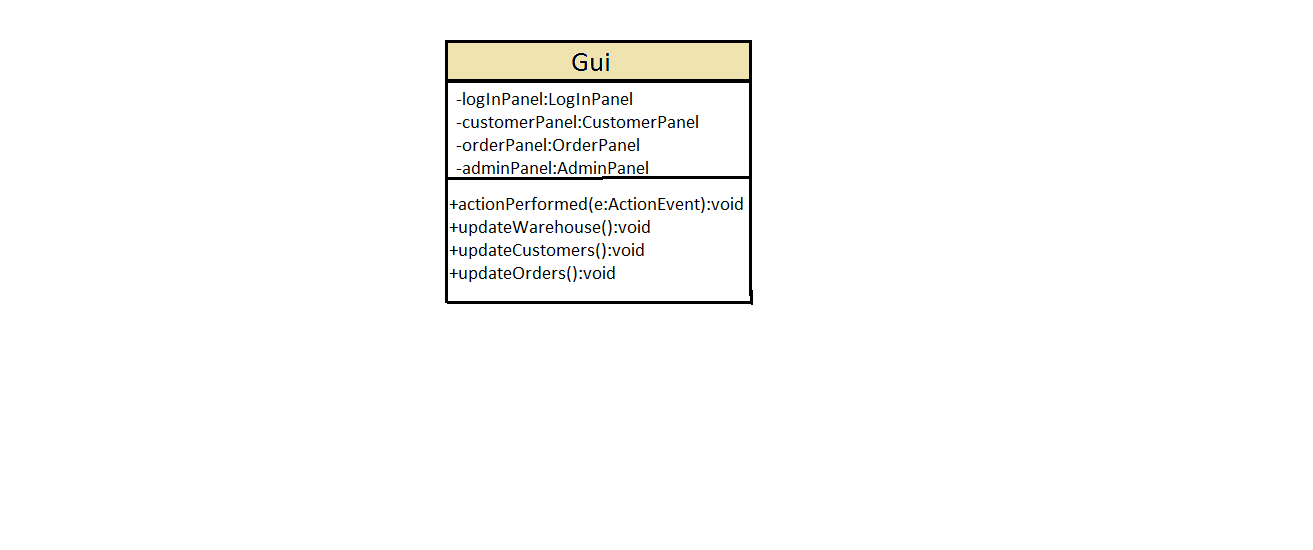 Gui
-logInPanel:LogInPanel
-customerPanel:CustomerPanel
-orderPanel:OrderPanel
-adminPanel:AdminPanel
+actionPerformed(e:ActionEvent):void
+updateWarehouse():void
+updateCustomers():void
+updateOrders():void